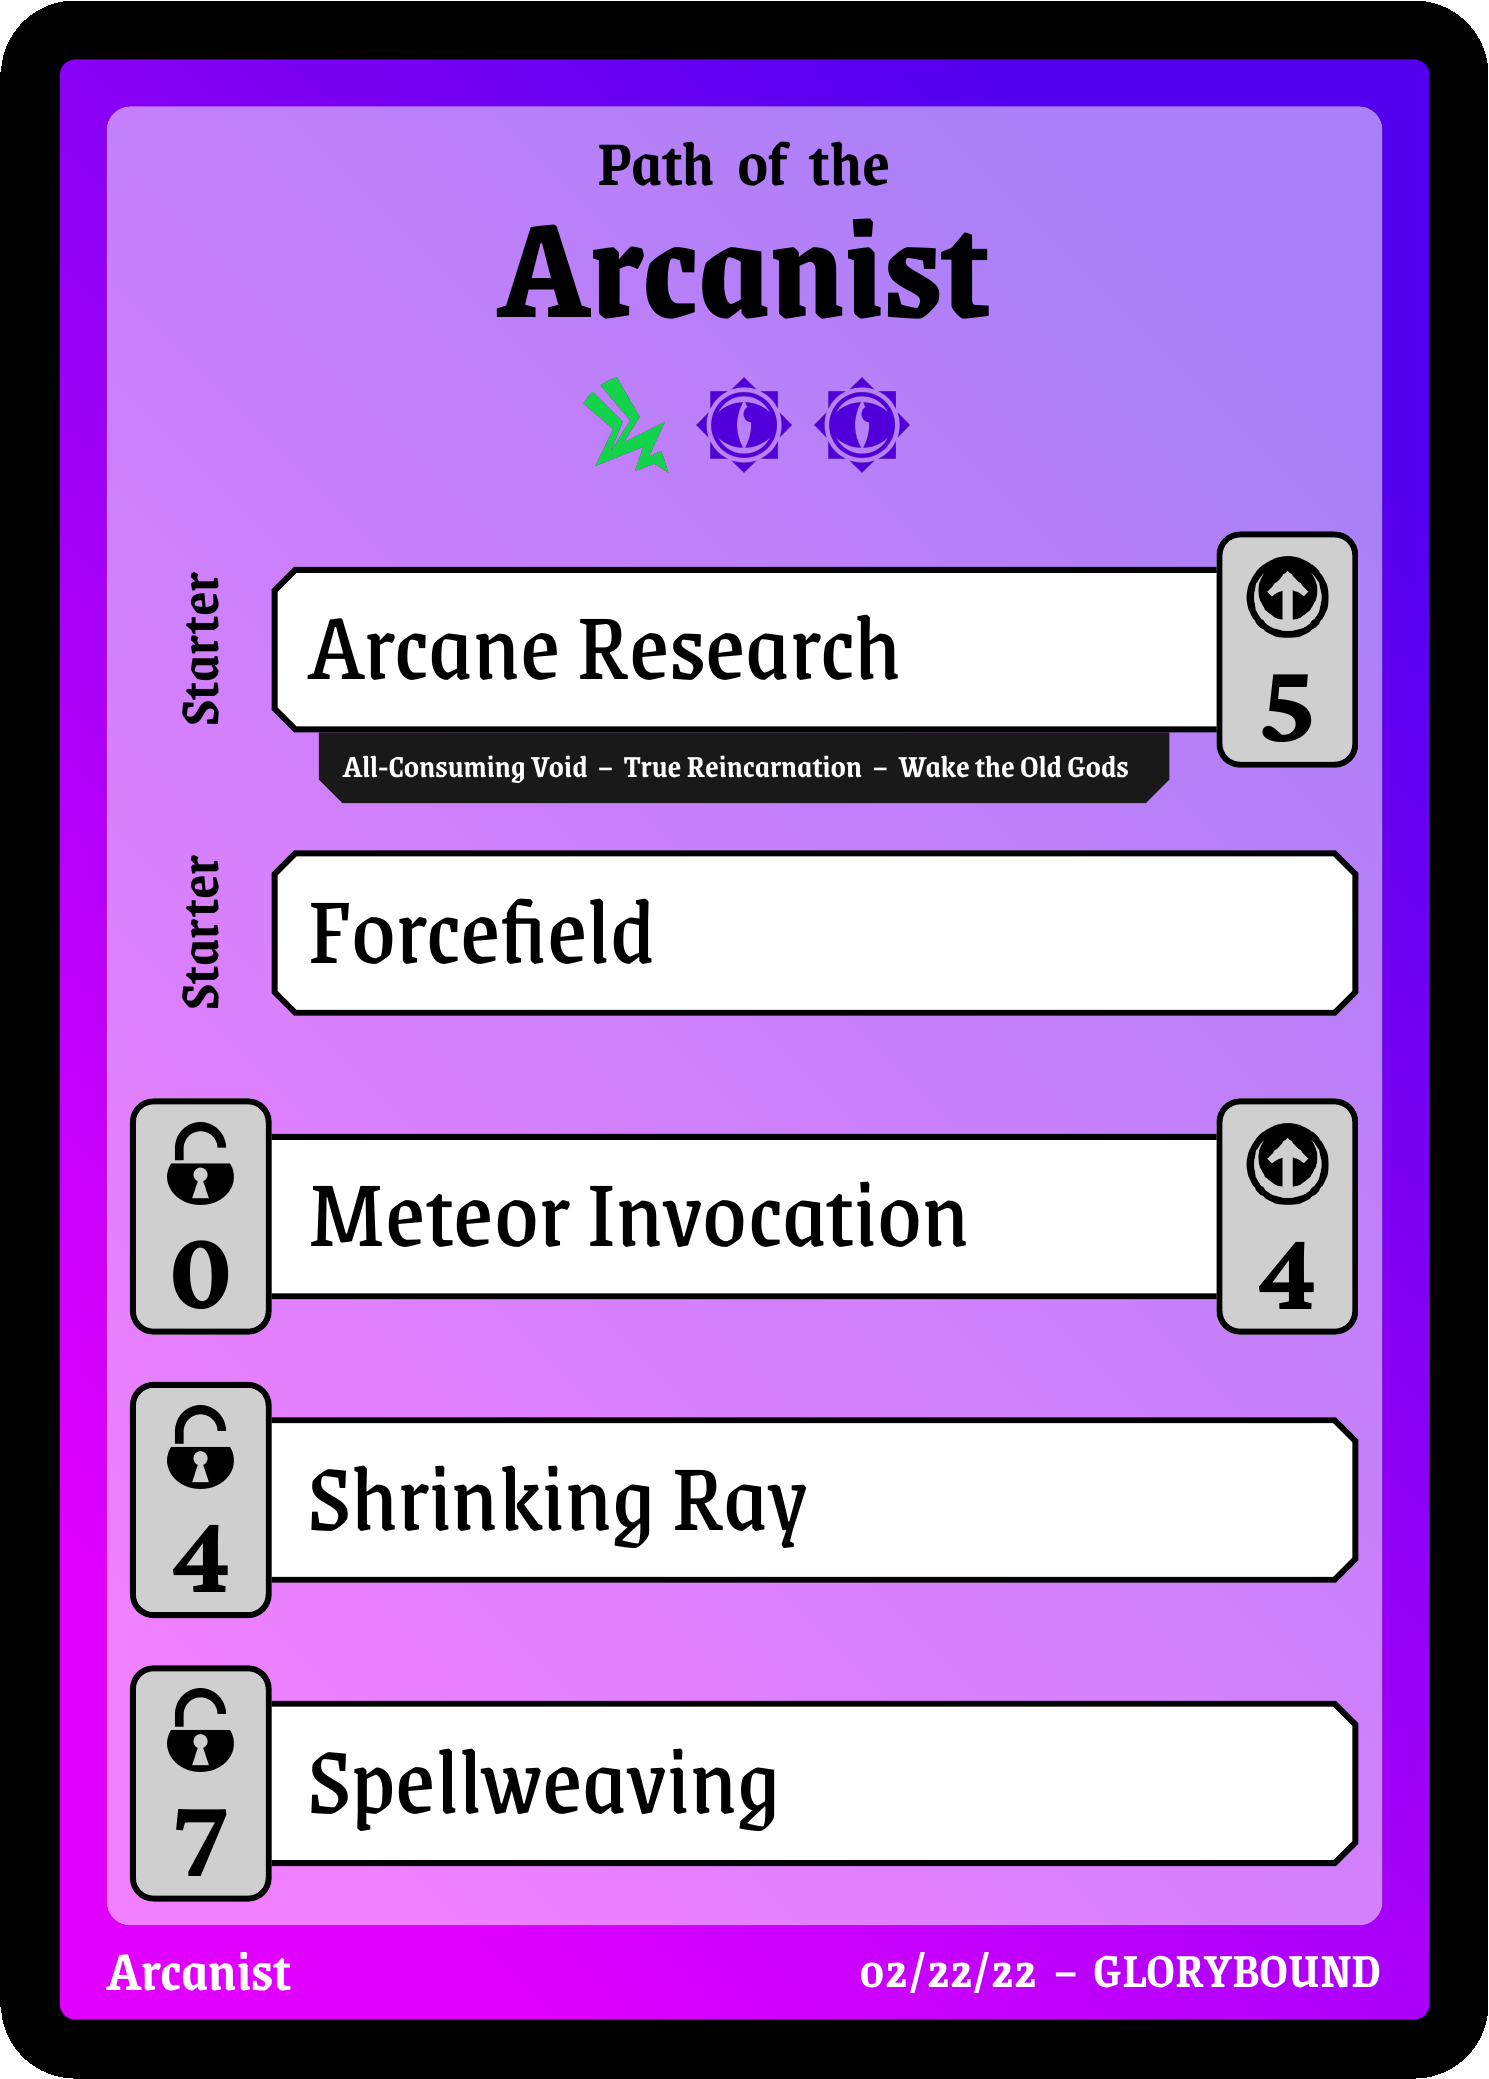 Path of the
Arcanist
Starter
Arcane Research
5
All-Consuming Void – True Reincarnation – Wake the Old Gods
Starter
Forcefield
0
Meteor Invocation
4
4
Shrinking Ray
7
Spellweaving
Arcanist
02/22/22 – GLORYBOUND